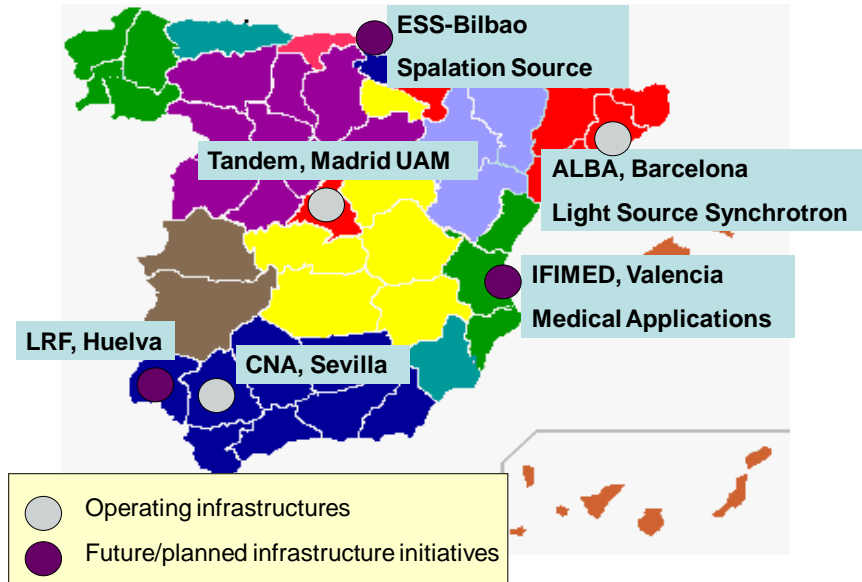 ESS-Bilbao
Spalation Source
Tandem, Madrid UAM
ALBA, Barcelona
Light Source Synchrotron
IFIMED, Valencia
Medical Applications
LRF, Huelva
CNA, Sevilla
Operating infrastructures
Future/planned infrastructure initiatives